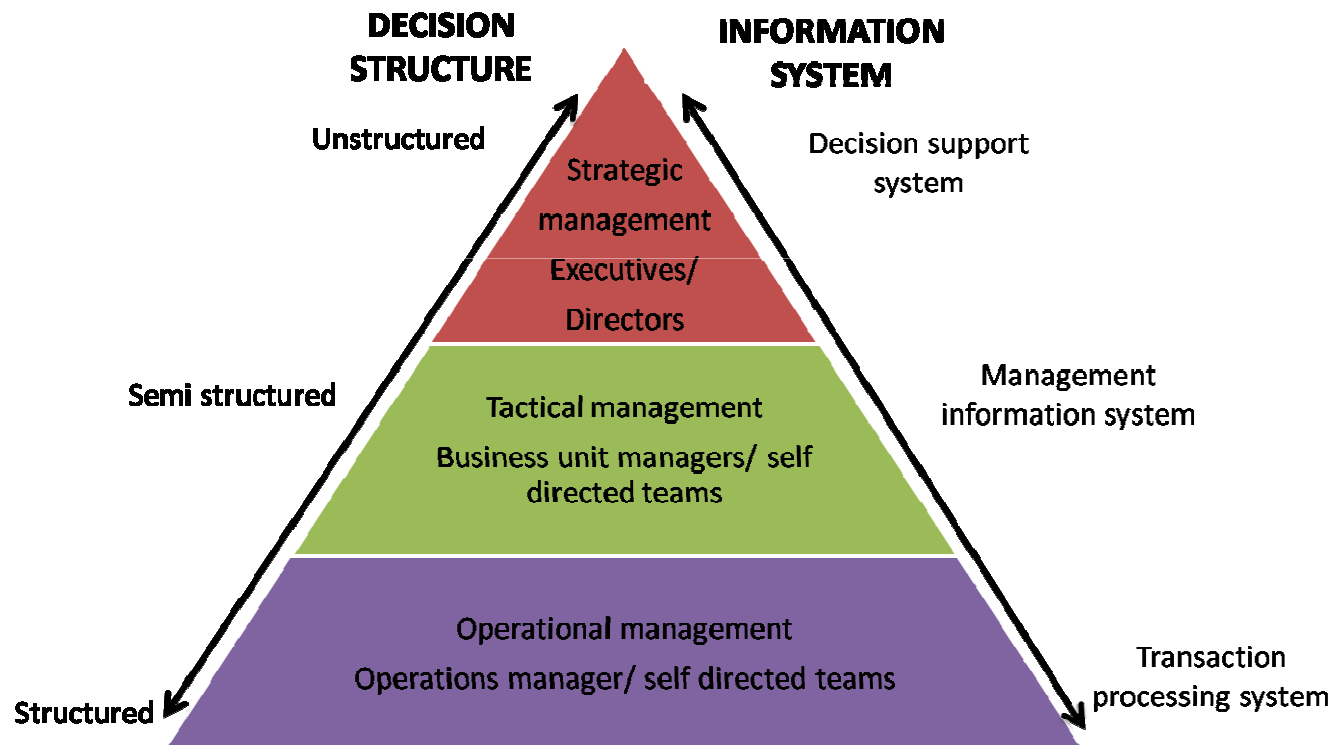 DECISION
STRUCTURE
INFORMATION
SYSTEM
Unstructured
Decision support
system
Strategic
management
Executives/
Directors
Semi structured
Management
information system
Tactical management
Business unit managers/ self
directed teams
Operational management
Operations manager/ self directed teams
Structured
Transaction
processing system